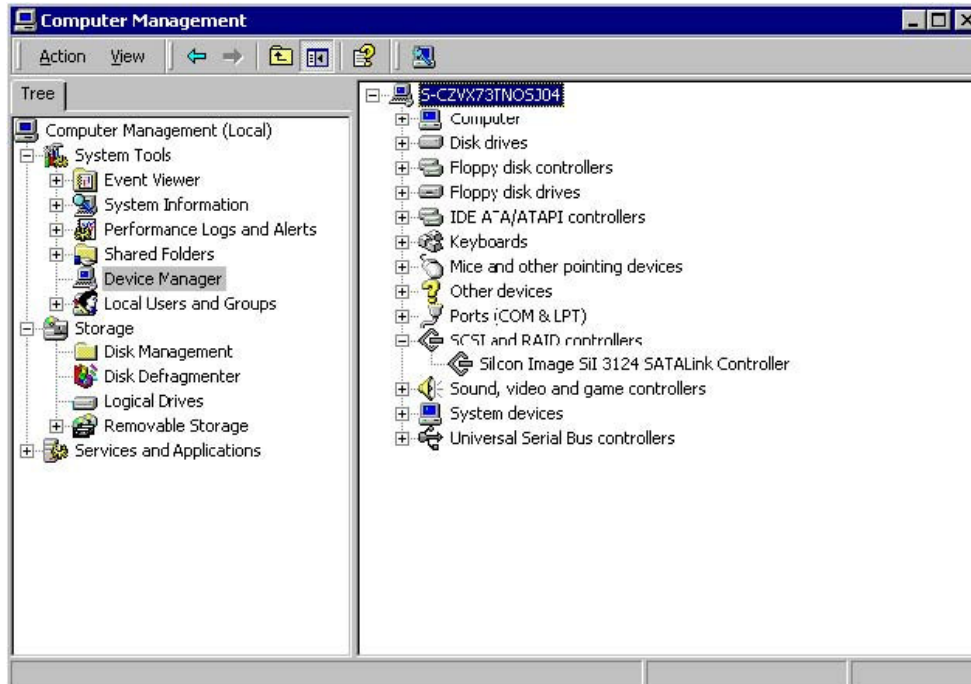 Computer Management
Action View
Tree
Computer Management (Local)
System Tools
Event Viewer
System Information
Performance Logs and Alerts
Shared Folders
Device Manager
Local Users and Groups
Storage
Disk Management
Disk Defragmenter
Logical Drives
Removable Storage
Services and Applications
S-CZVX73TNOSJ04
Computer
Disk drives
Floppy disk controllers
Floppy disk drives
IDE ATA/ATAPI controllers
Keyboards
Mice and other pointing devices
Other devices
Ports (COM & LPT)
SCSI and RAID controllers
Silcon Image SiI 3124 SATALink Controller
Sound, video and game controllers
System devices
Universal Serial Bus controllers